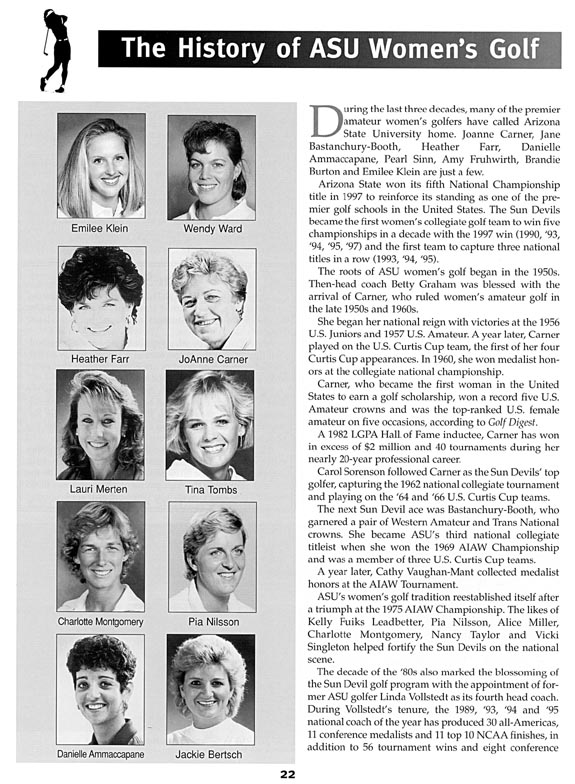 The History of ASU Women's Golf
Emilee Klein
Wendy Ward
Heather Farr
JoAnne Carner
Lauri Merten
Tina Tombs
Charlotte Montgomery
Pia Nilsson
Danielle Ammaccapane
Jackie Bertsch
During the last three decades, many of the premier
amateur women's golfers have called Arizona
State University home. Joanne Carner, Jane
Bastanchury-Booth, Heather Farr, Danielle
Ammaccapane, Pearl Sinn, Amy Fruhwirth, Brandie
Burton and Emilee Klein are just a few.
Arizona State won its fifth National Championship
title in 1997 to reinforce its standing as one of the pre-
mier golf schools in the United States. The Sun Devils
became the first women's collegiate golf team to win five
championships in a decade with the 1997 win (1990, '93,
'94, '95, '97) and the first team to capture three national
titles in a row (1993, '94, '95).
The roots of ASU women's golf began in the 1950s.
Then-head coach Betty Graham was blessed with the
arrival of Carner, who ruled women's amateur golf in
the late 1950s and 1960s.
She began her national reign with victories at the 1956
U.S. Juniors and 1957 U.S. Amateur. A year later, Carner
played on the U.S. Curtis Cup team, the first of her four
Curtis Cup appearances. In 1960, she won medalist hon-
ors at the collegiate national championship.
Carner, who became the first woman in the United
States to earn a golf scholarship, won a record five U.S.
Amateur crowns and was the top-ranked U.S. female
amateur on five occasions, according to Golf Digest.
A 1982 LGPA Hall of Fame inductee, Carner has won
in excess of $2 million and 40 tournaments during her
nearly 20-year professional career.
Carol Sorenson followed Carner as the Sun Devils' top
golfer, capturing the 1962 national collegiate tournament
and playing on the '64 and '66 U.S. Curtis Cup teams.
The next Sun Devil ace was Bastanchury-Booth, who
garnered a pair of Western Amateur and Trans National
crowns. She became ASU's third national collegiate
titleist when she won the 1969 AIAW Championship
and was a member of three U.S. Curtis Cup teams.
A year later, Cathy Vaughan-Mant collected medalist
honors at the AIAW Tournament.
ASU's women's golf tradition reestablished itself after
a triumph at the 1975 AIAW Championship. The likes of
Kelly Fuiks Leadbetter, Pia Nilsson, Alice Miller,
Charlotte Montgomery, Nancy Taylor and Vicki
Singleton helped fortify the Sun Devils on the national
scene.
The decade of the '80s also marked the blossoming of
the Sun Devil golf program with the appointment of for-
mer ASU golfer Linda Vollstedt as its fourth head coach.
During Vollstedt's tenure, the 1989, '93, '94 and '95
national coach of the year has produced 30 all-Americas,
11 conference medalists and 11 top 10 NCAA finishes, in
addition to 56 tournament wins and eight conference
22